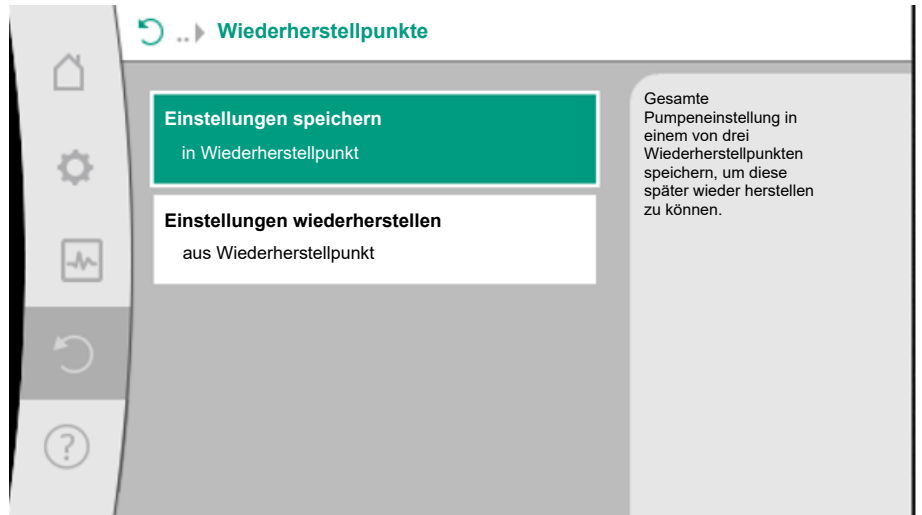 ..▶ Wiederherstellpunkte
Einstellungen speichern
in Wiederherstellpunkt
Einstellungen wiederherstellen
aus Wiederherstellpunkt
Gesamte
Pumpeneinstellung in
einem von drei
Wiederherstellpunkten
speichern, um diese
später wieder herstellen
zu können.
?